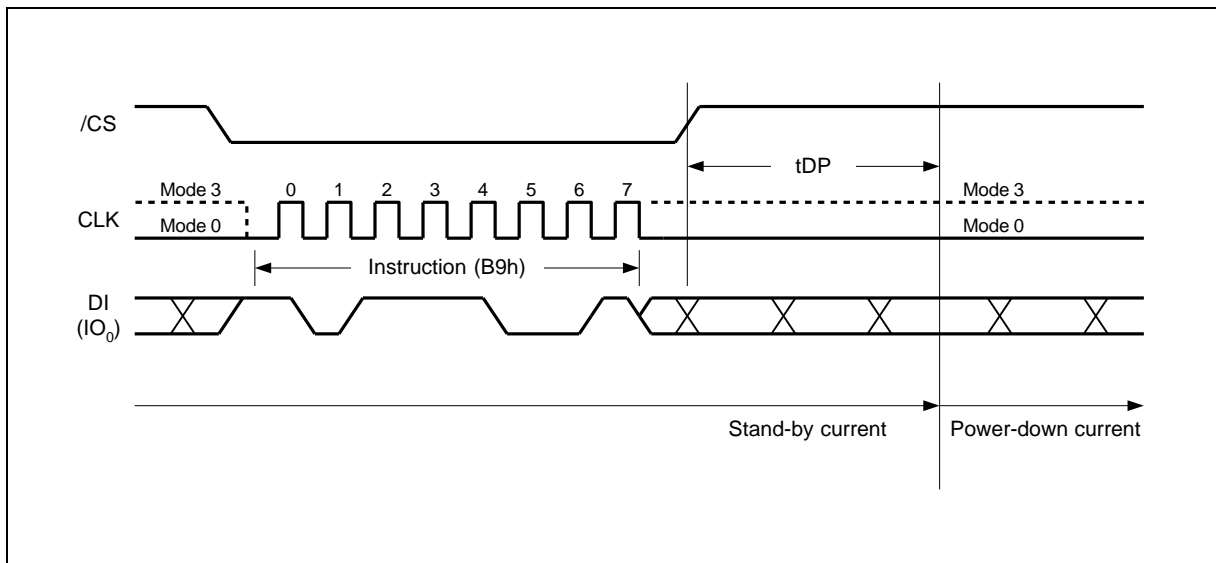 /CS
tDP
Mode 3 0 1 2 3 4 5 6 7 Mode 3
CLK
Mode 0 Mode 0
Instruction (B9h)
DI
(IO₀)
Stand-by current Power-down current